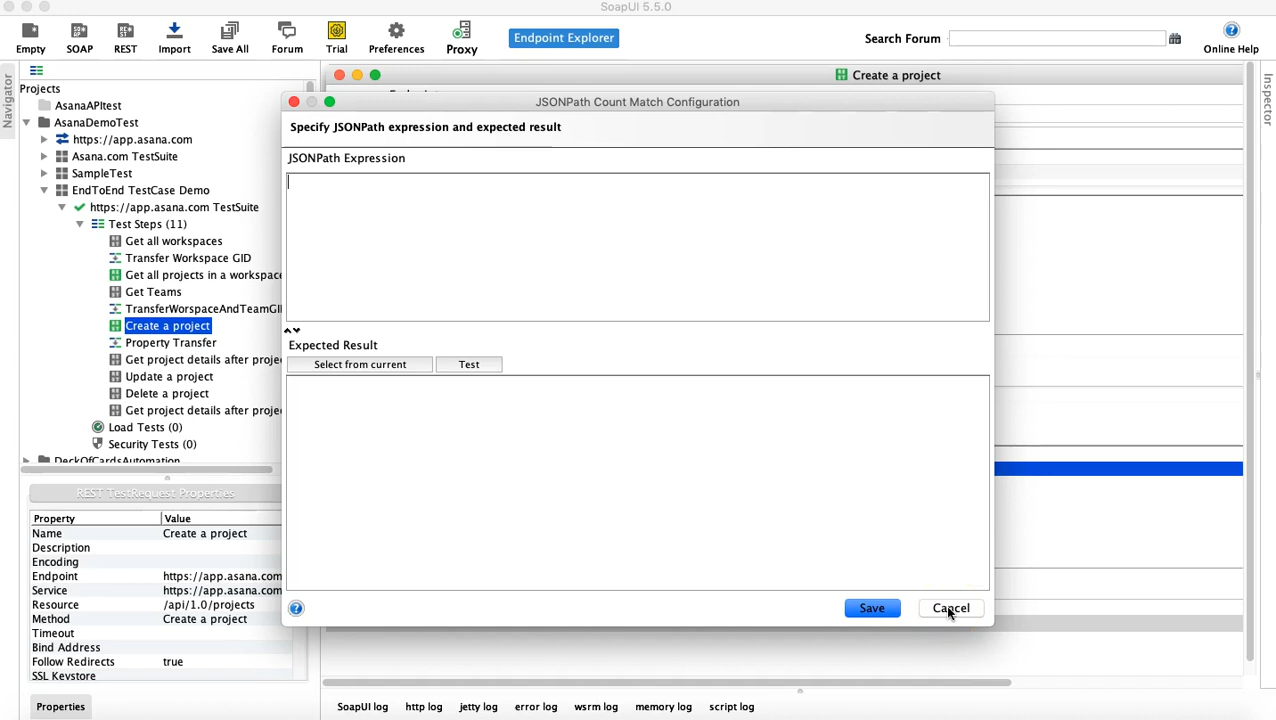 SoapUI 5.5.0
Empty SOAP REST Import Save All Forum Trial Preferences Proxy Endpoint Explorer Search Forum Online Help
Navigator
Projects
AsanaAPItest
AsanaDemoTest
https://app.asana.com
Asana.com TestSuite
SampleTest
EndToEnd TestCase Demo
https://app.asana.com TestSuite
Test Steps (11)
Get all workspaces
Transfer Workspace GID
Get all projects in a workspace
Get Teams
TransferWorspaceAndTeamGI
Create a project
Property Transfer
Get project details after proje
Update a project
Delete a project
Get project details after proje
Load Tests (0)
Security Tests (0)
DeckOfCardsAutomation
REST TestRequest Properties
Property Value
Name Create a project
Description
Encoding
Endpoint https://app.asana.com
Service https://app.asana.com
Resource /api/1.0/projects
Method Create a project
Timeout
Bind Address
Follow Redirects true
SSL Keystore
Properties
Create a project
JSONPath Count Match Configuration
Specify JSONPath expression and expected result
JSONPath Expression
Expected Result
Select from current Test
Save Cancel
SoapUI log http log jetty log error log wsrm log memory log script log
Inspector